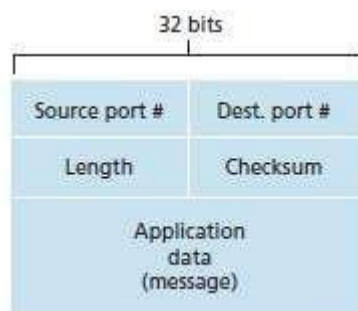 32 bits
Source port #
Dest. port #
Length
Checksum
Application
data
(message)